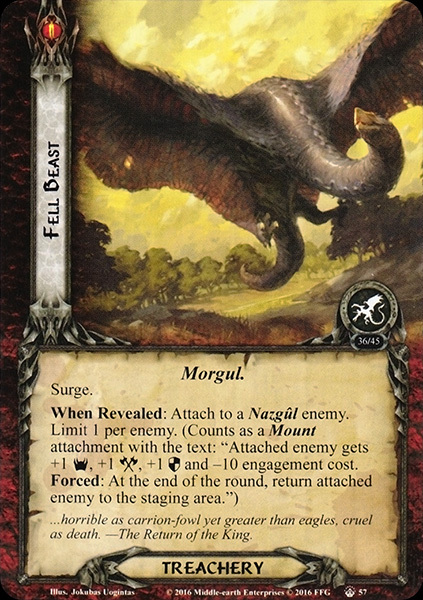 FELL BEAST
36/45
Morgul.
Surge.
When Revealed: Attach to a Nazgûl enemy.
Limit 1 per enemy. (Counts as a Mount
attachment with the text: “Attached enemy gets
+1 , +1 , +1 and –10 engagement cost.
Forced: At the end of the round, return attached
enemy to the staging area.”)
...horrible as carrion-fowl yet greater than eagles, cruel
as death. —The Return of the King.
TREACHERY
Illus. Jokubas Uogintas © 2016 Middle-earth Enterprises © 2016 FFG 57